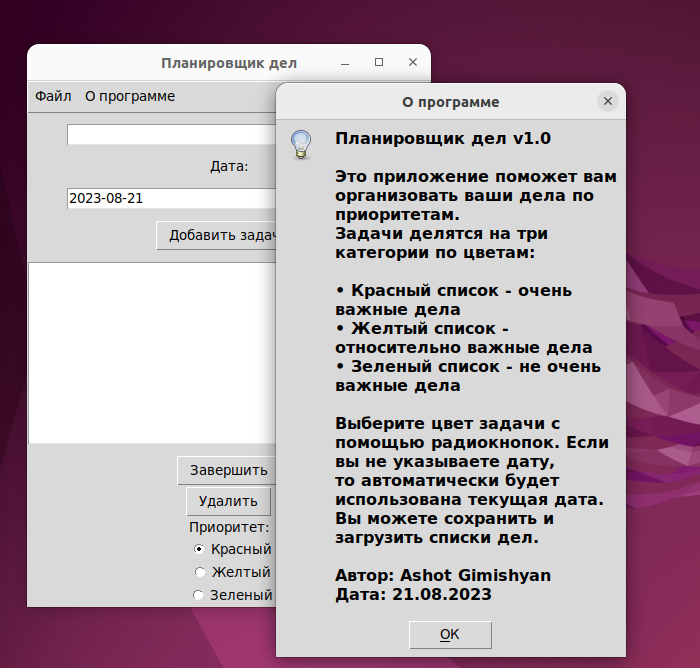 Планировщик дел
Файл О программе
Дата:
2023-08-21
Добавить задач
Завершить
Удалить
Приоритет:
Красный
Желтый
Зеленый
О программе
Планировщик дел v1.0
Это приложение поможет вам
организовать ваши дела по
приоритетам.
Задачи делятся на три
категории по цветам:
• Красный список - очень
важные дела
• Желтый список -
относительно важные дела
• Зеленый список - не очень
важные дела
Выберите цвет задачи с
помощью радиокнопок. Если
вы не указываете дату,
то автоматически будет
использована текущая дата.
Вы можете сохранить и
загрузить списки дел.
Автор: Ashot Gimishyan
Дата: 21.08.2023
OK